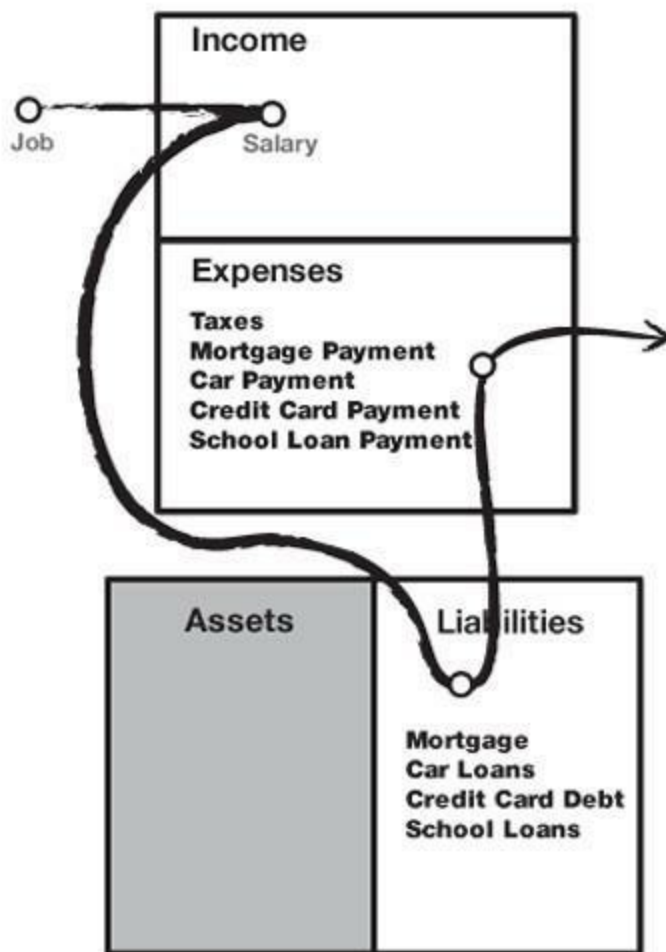 Income
Job
Salary
Expenses
Taxes
Mortgage Payment
Car Payment
Credit Card Payment
School Loan Payment
Assets
Liabilities
Mortgage
Car Loans
Credit Card Debt
School Loans